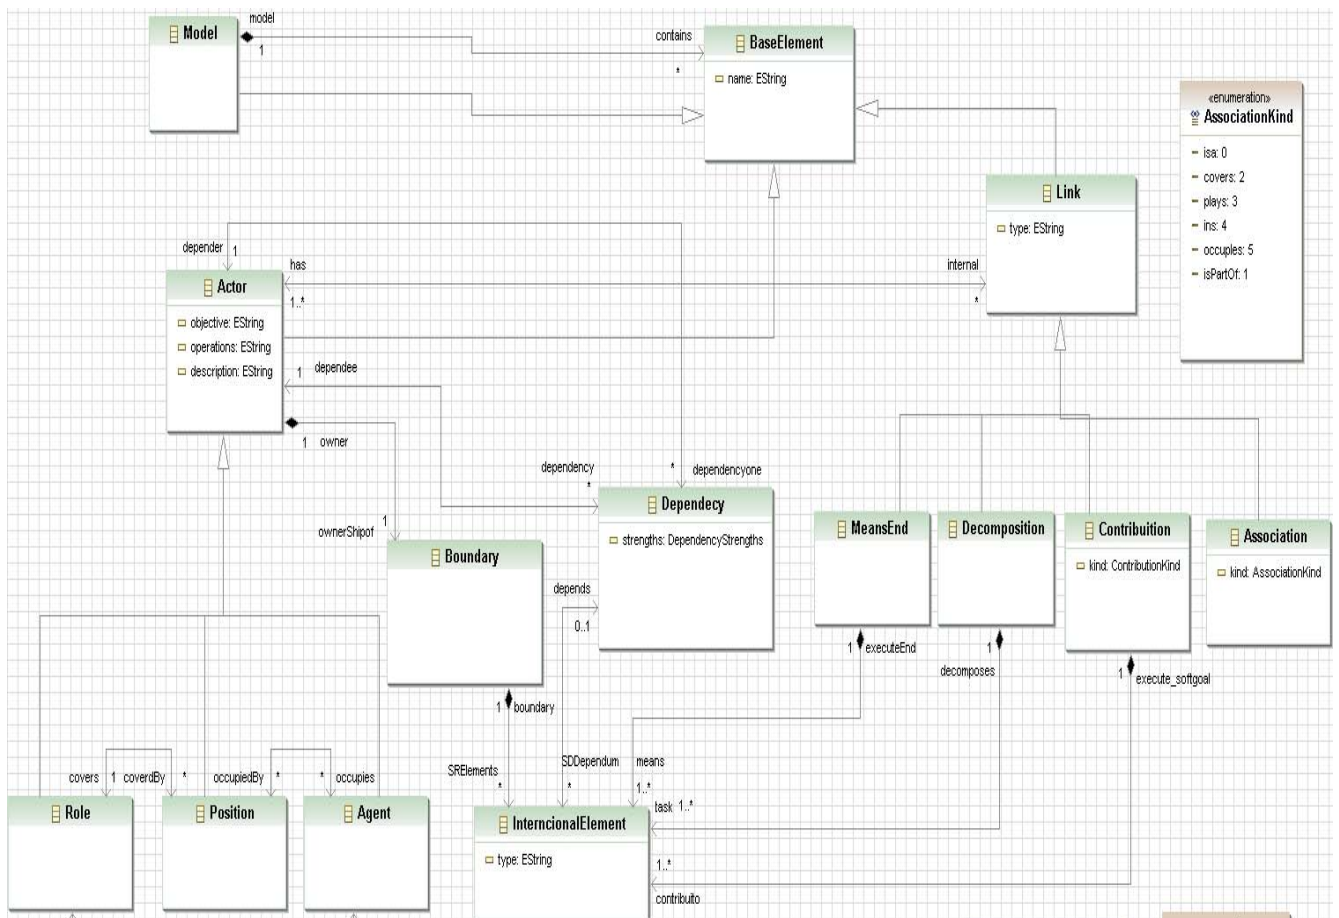 Model
model
1
contains
*
BaseElement
name: EString
«enumeration»
AssociationKind
isa: 0
covers: 2
plays: 3
ins: 4
occuples: 5
isPartOf: 1
Link
type: EString
depender 1
has
1..*
internal
*
Actor
objective: EString
operations: EString
description: EString
1 dependee
1 owner
dependency
*
* dependencyone
ownerShipof
1
Dependecy
strengths: DependencyStrengths
Boundary
MeansEnd
Decomposition
Contribuition
kind: ContributionKind
Association
kind: AssociationKind
depends
0..1
1 executeEnd
1
decomposes
1 execute_softgoal
1 boundary
SRElements
*
SDDependum
*
means
1..*
covers 1 coverdBy *
occupiedBy * * occupies
Role
Position
Agent
InterncionalElement
type: EString
task 1..*
1..*
contribuito